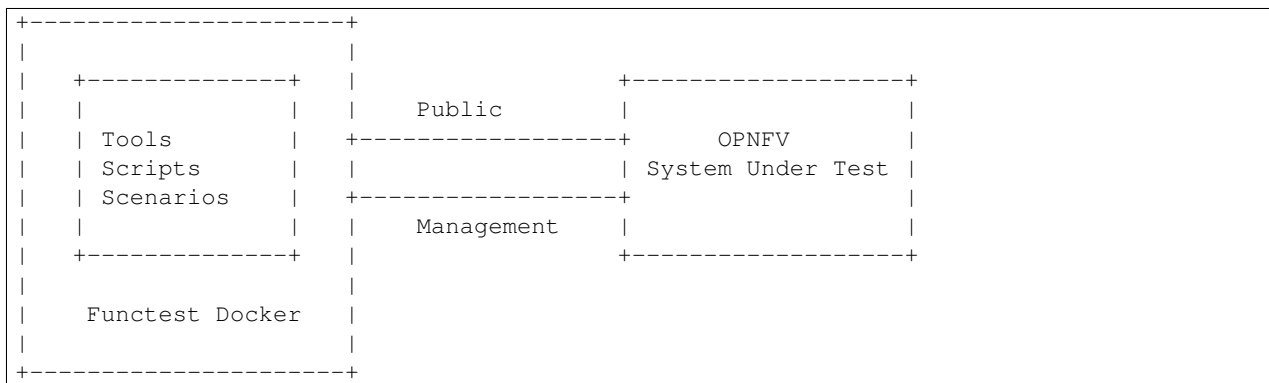 Public
Tools OPNFV
Scripts System Under Test
Scenarios
Management
Functest Docker